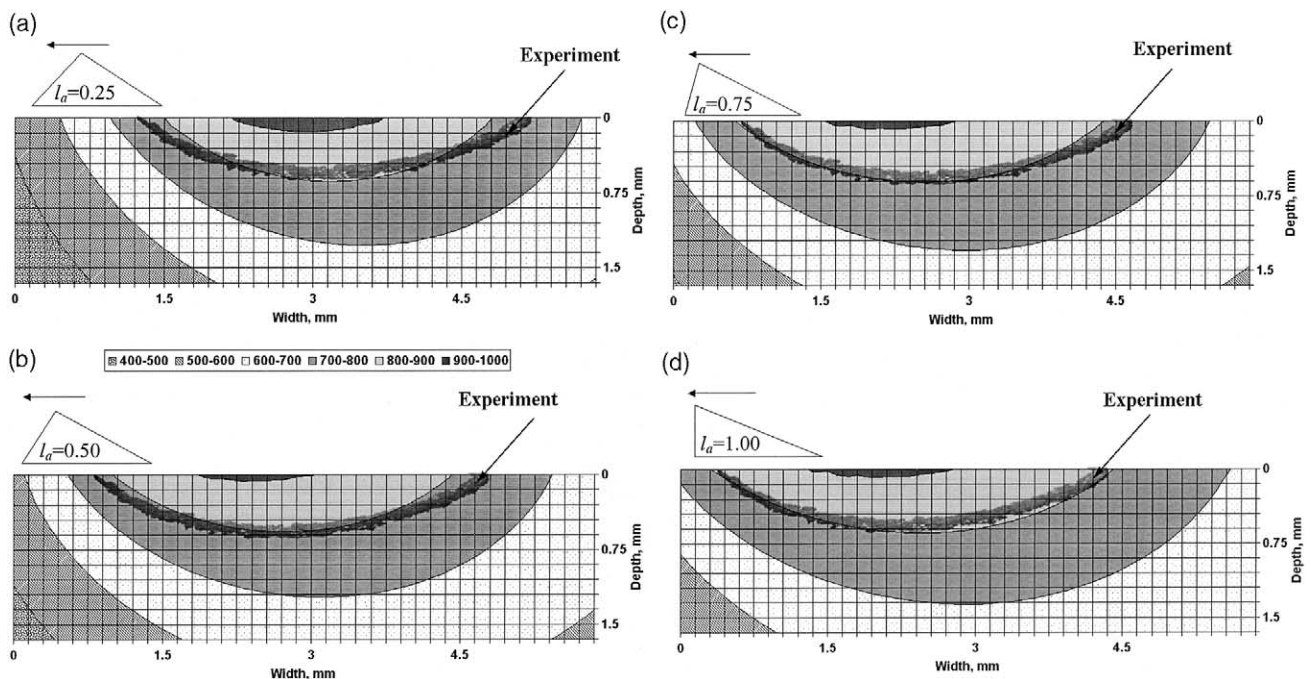 (a)
Experiment
lₐ=0.25
0
0.75
1.5
Depth, mm
0 1.5 3 4.5
Width, mm
(c)
Experiment
lₐ=0.75
0
0.75
1.5
Depth, mm
0 1.5 3 4.5
Width, mm
(b)
400-500 500-600 600-700 700-800 800-900 900-1000
Experiment
lₐ=0.50
0
0.75
1.5
Depth, mm
0 1.5 3 4.5
Width, mm
(d)
Experiment
lₐ=1.00
0
0.75
1.5
Depth, mm
0 1.5 3 4.5
Width, mm